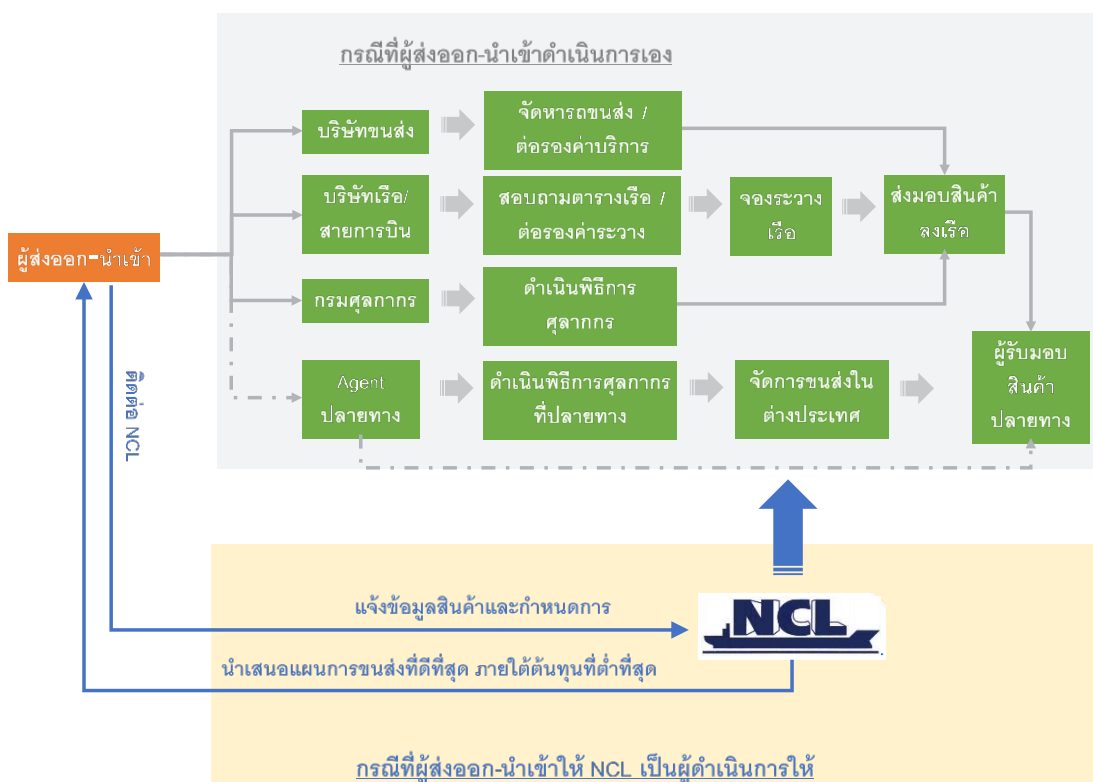 กรณีที่ผู้ส่งออก-นำเข้าดำเนินการเอง
บริษัทขนส่ง
จัดหารถขนส่ง /
ต่อรองค่าบริการ
บริษัทเรือ/
สายการบิน
สอบถามตารางเรือ /
ต่อรองค่าระวาง
จองระวาง
เรือ
ส่งมอบสินค้า
ลงเรือ
ผู้ส่งออก-นำเข้า
กรมศุลกากร
ดำเนินพิธีการ
ศุลากกร
Agent
ปลายทาง
ดำเนินพิธีการศุลกากร
ที่ปลายทาง
จัดการขนส่งใน
ต่างประเทศ
ผู้รับมอบ
สินค้า
ปลายทาง
ติดต่อ NCL
แจ้งข้อมูลสินค้าและกำหนดการ
NCL
นำเสนอแผนการขนส่งที่ดีที่สุด ภายใต้ต้นทุนที่ต่ำที่สุด
กรณีที่ผู้ส่งออก-นำเข้าให้ NCL เป็นผู้ดำเนินการให้